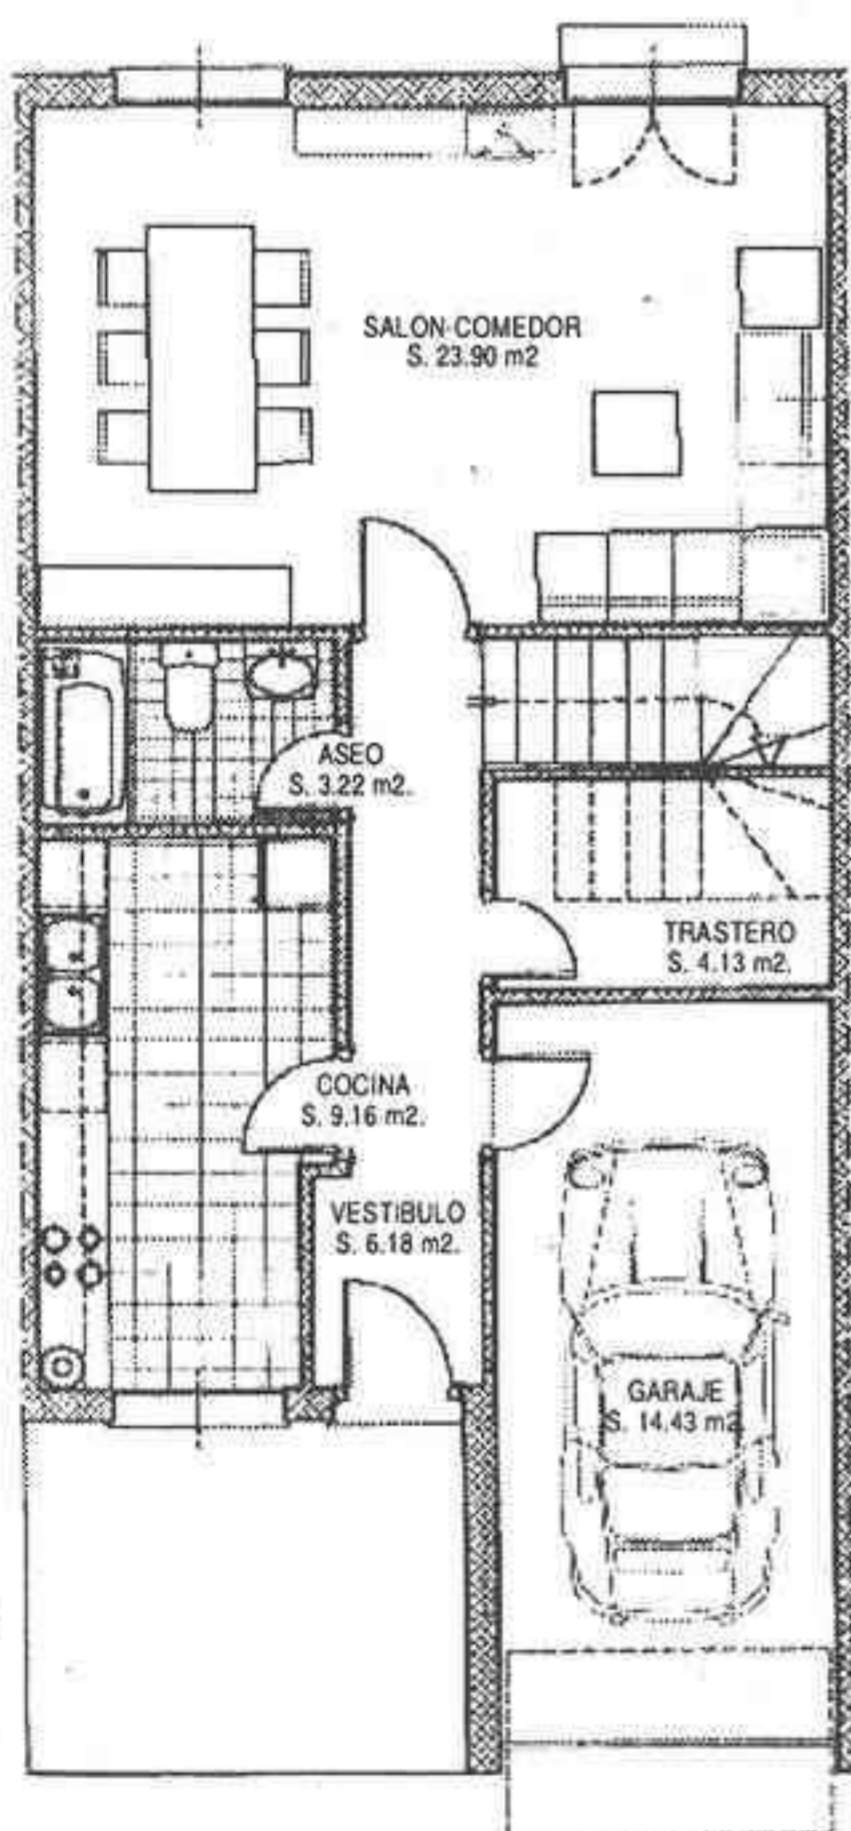 SALON-COMEDOR
S. 23.90 m2
ASEO
S. 3.22 m2.
TRASTERO
S. 4.13 m2.
COCINA
S. 9.16 m2.
VESTIBULO
S. 6.18 m2.
GARAJE
S. 14.43 m2.